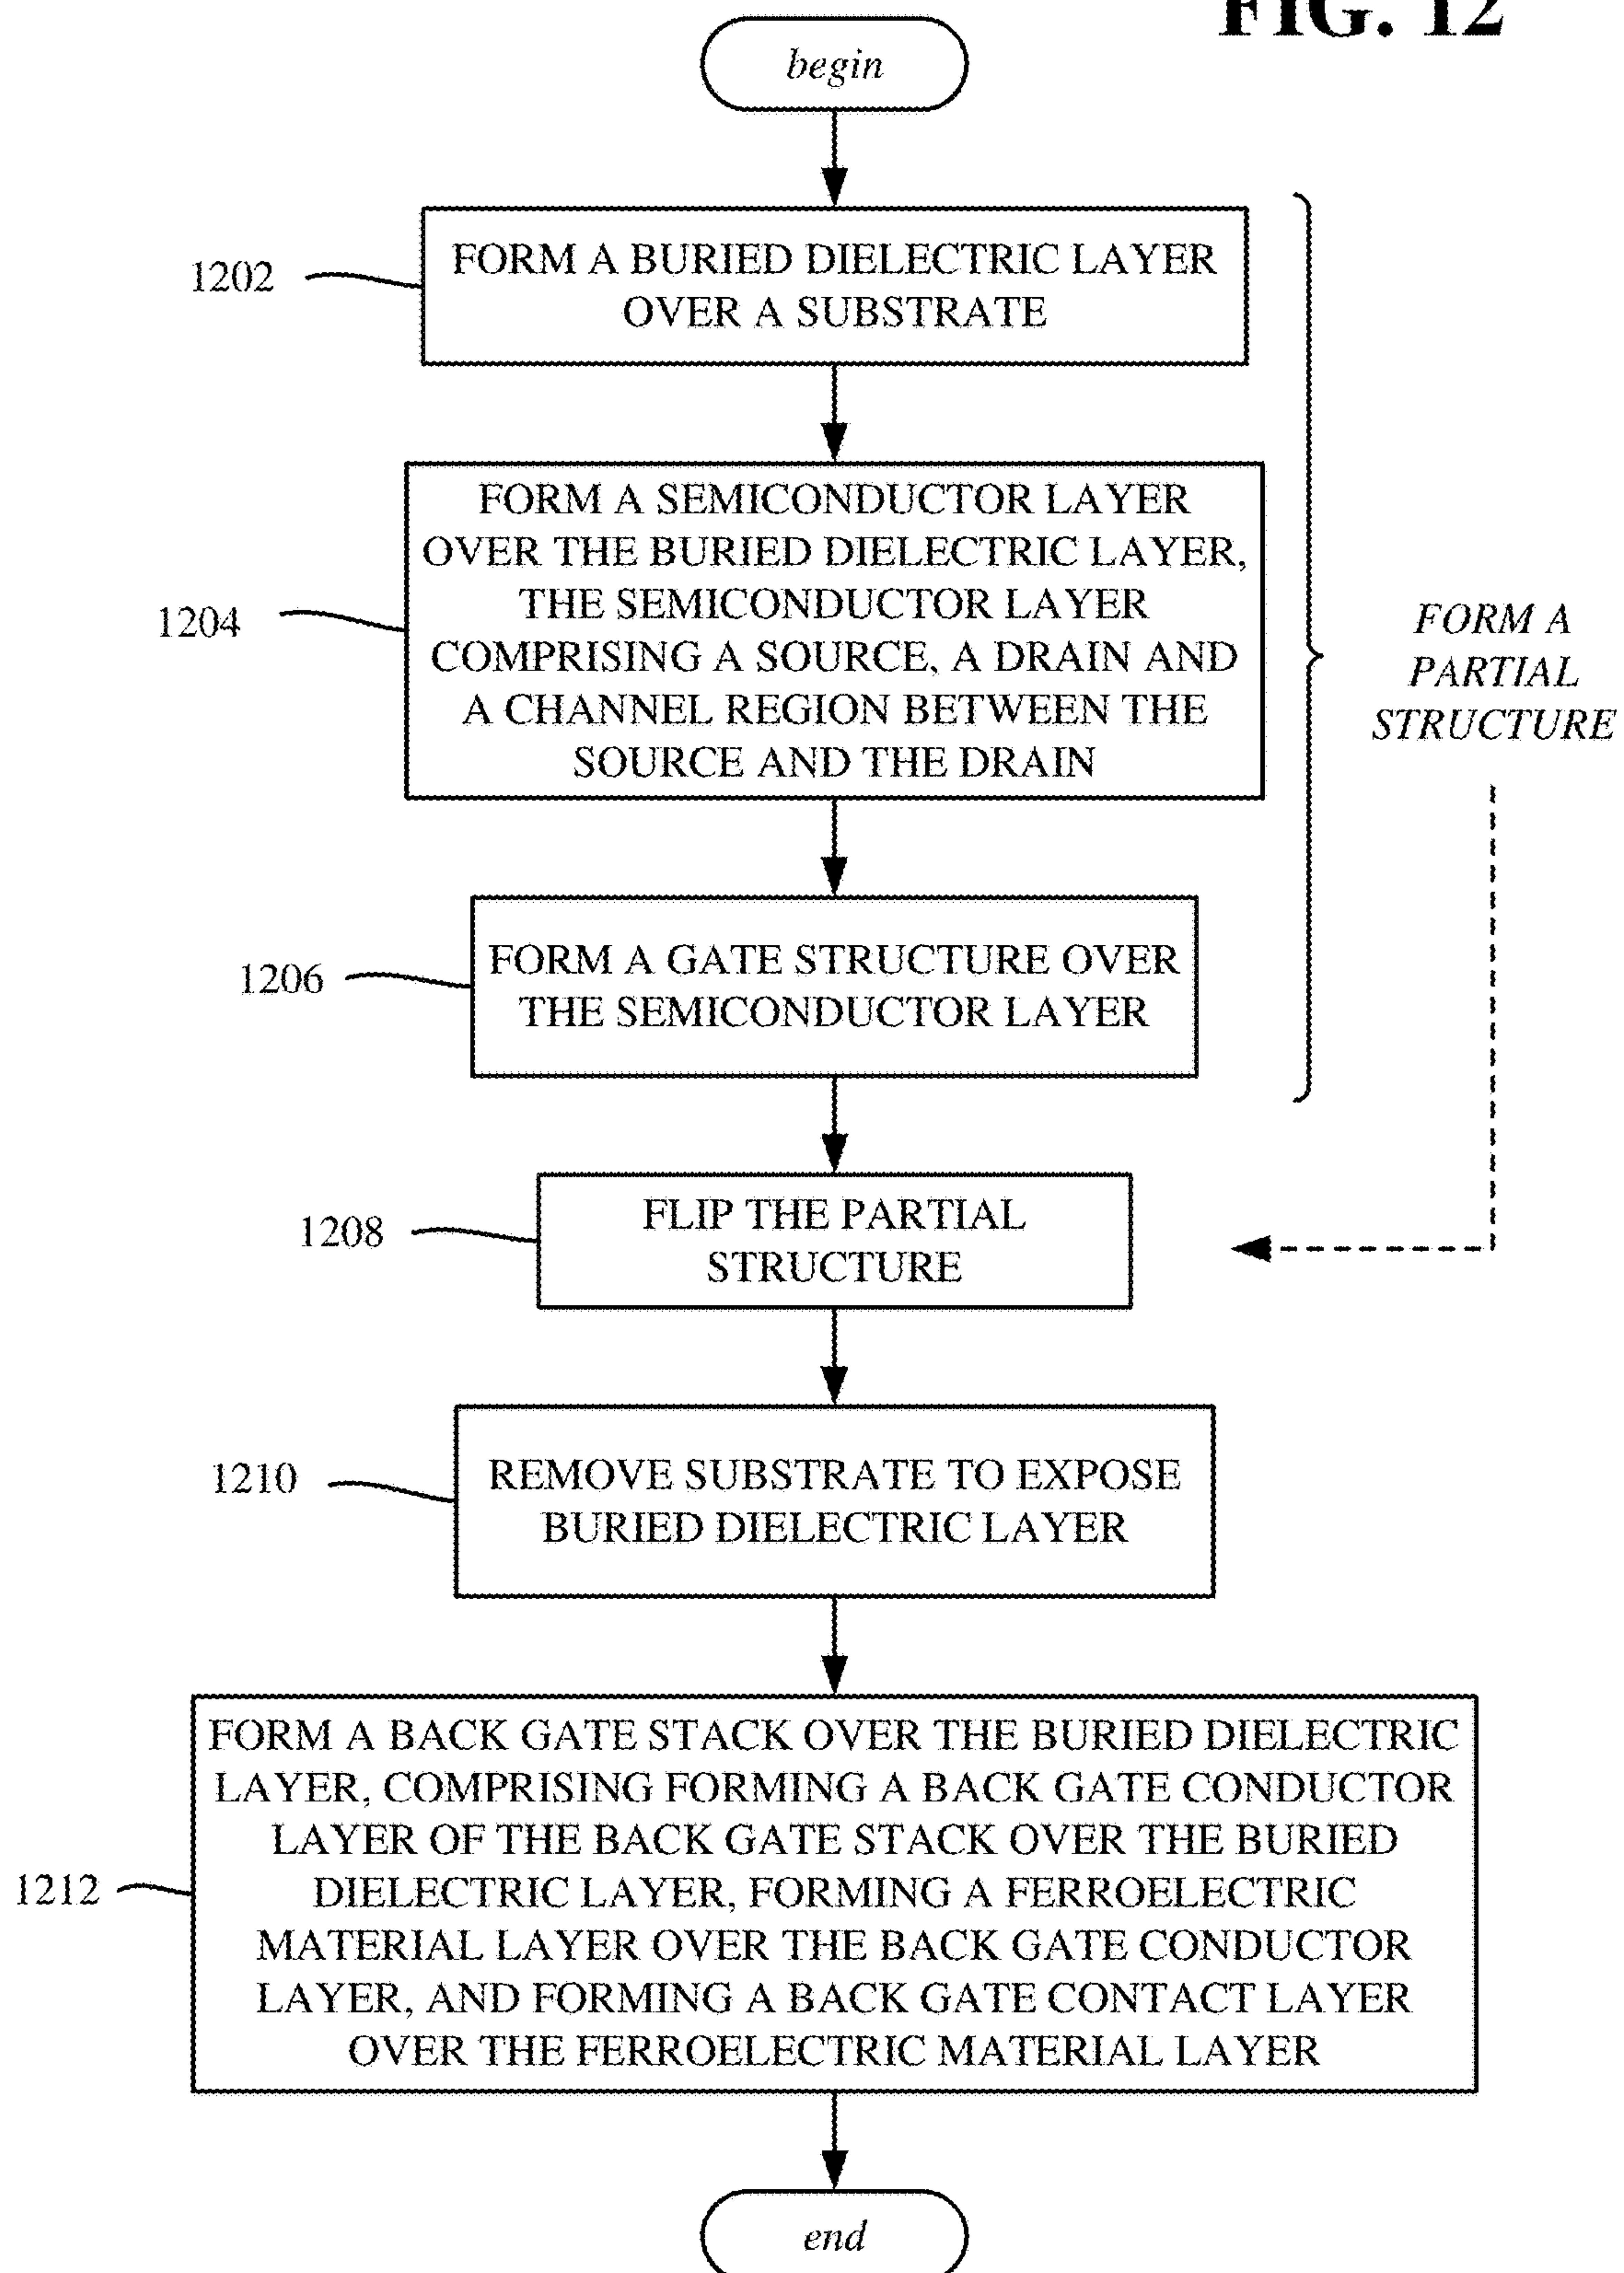 FIG. 12
begin
1202
FORM A BURIED DIELECTRIC LAYER
OVER A SUBSTRATE
1204
FORM A SEMICONDUCTOR LAYER
OVER THE BURIED DIELECTRIC LAYER,
THE SEMICONDUCTOR LAYER
COMPRISING A SOURCE, A DRAIN AND
A CHANNEL REGION BETWEEN THE
SOURCE AND THE DRAIN
FORM A
PARTIAL
STRUCTURE
1206
FORM A GATE STRUCTURE OVER
THE SEMICONDUCTOR LAYER
1208
FLIP THE PARTIAL
STRUCTURE
1210
REMOVE SUBSTRATE TO EXPOSE
BURIED DIELECTRIC LAYER
1212
FORM A BACK GATE STACK OVER THE BURIED DIELECTRIC
LAYER, COMPRISING FORMING A BACK GATE CONDUCTOR
LAYER OF THE BACK GATE STACK OVER THE BURIED
DIELECTRIC LAYER, FORMING A FERROELECTRIC
MATERIAL LAYER OVER THE BACK GATE CONDUCTOR
LAYER, AND FORMING A BACK GATE CONTACT LAYER
OVER THE FERROELECTRIC MATERIAL LAYER
end